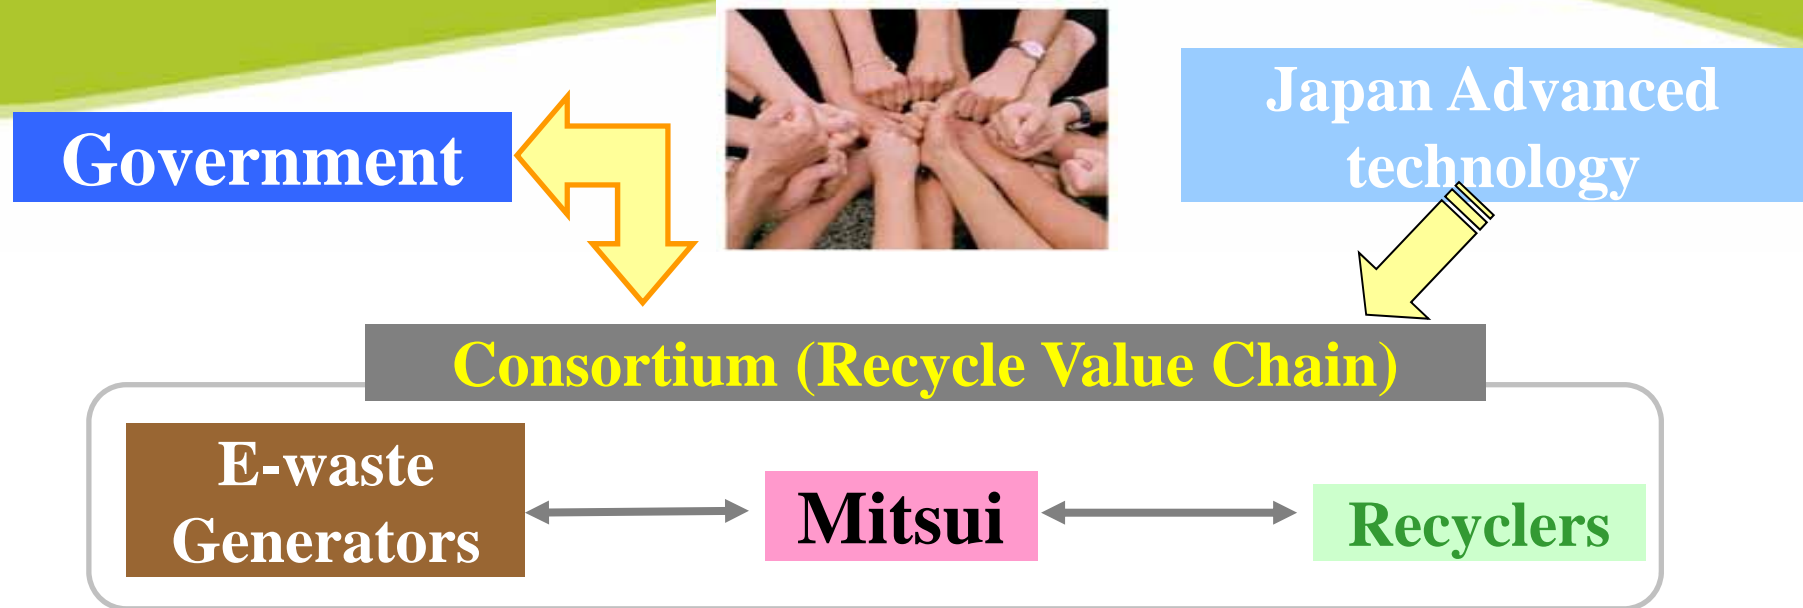 Government
Japan Advanced
technology
Consortium (Recycle Value Chain)
E-waste
Generators
Mitsui
Recyclers